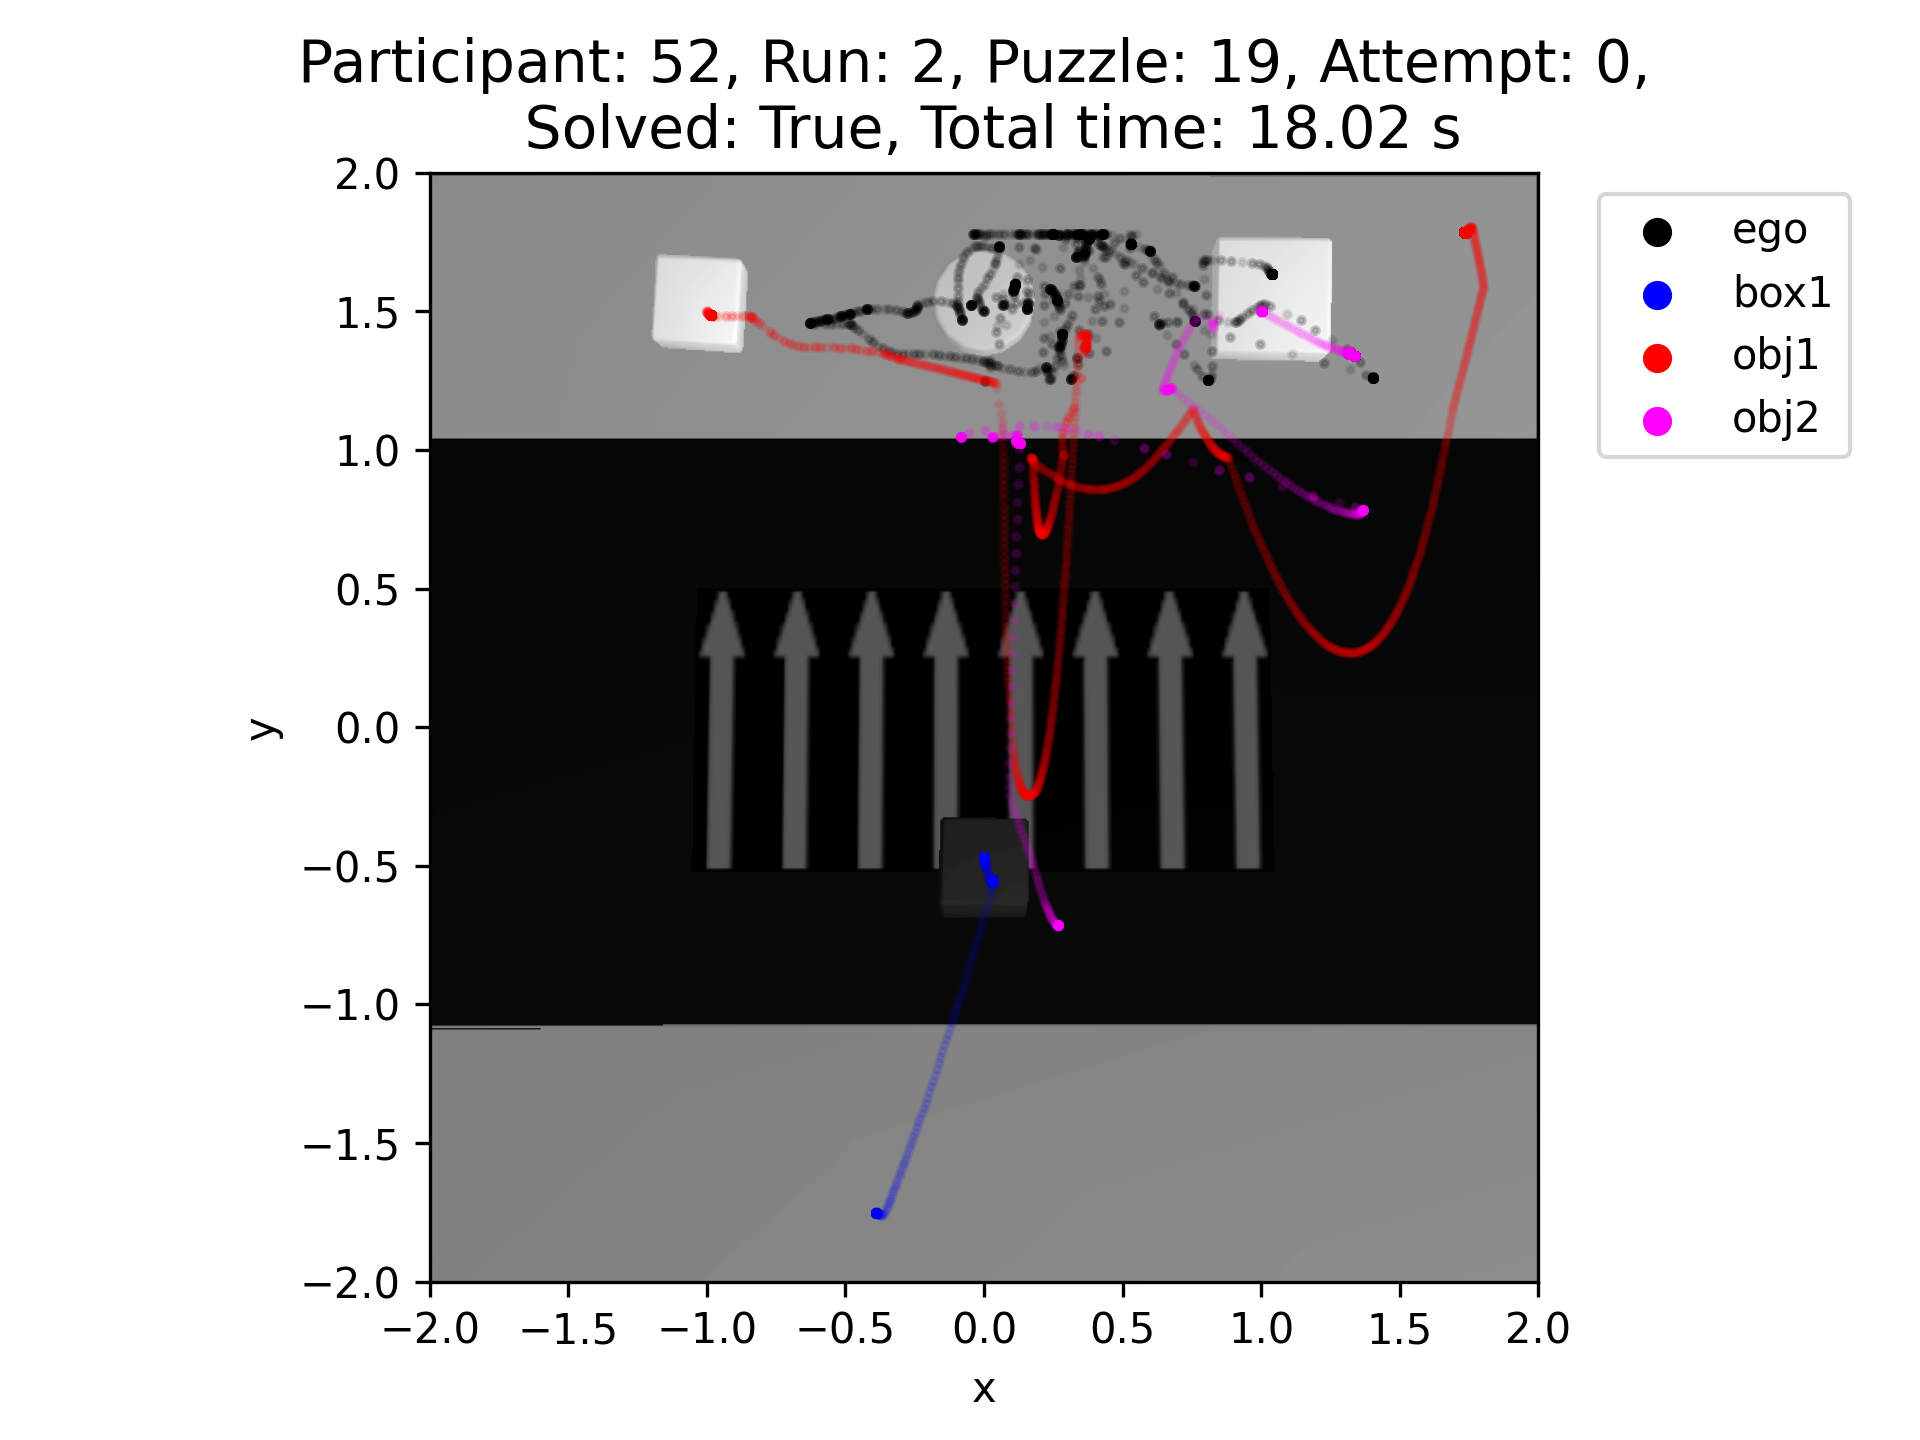 Participant: 52, Run: 2, Puzzle: 19, Attempt: 0,
Solved: True, Total time: 18.02 s
2.0
1.5
1.0
0.5
0.0
−0.5
−1.0
−1.5
−2.0
y
−2.0 −1.5 −1.0 −0.5 0.0 0.5 1.0 1.5 2.0
x
ego
box1
obj1
obj2